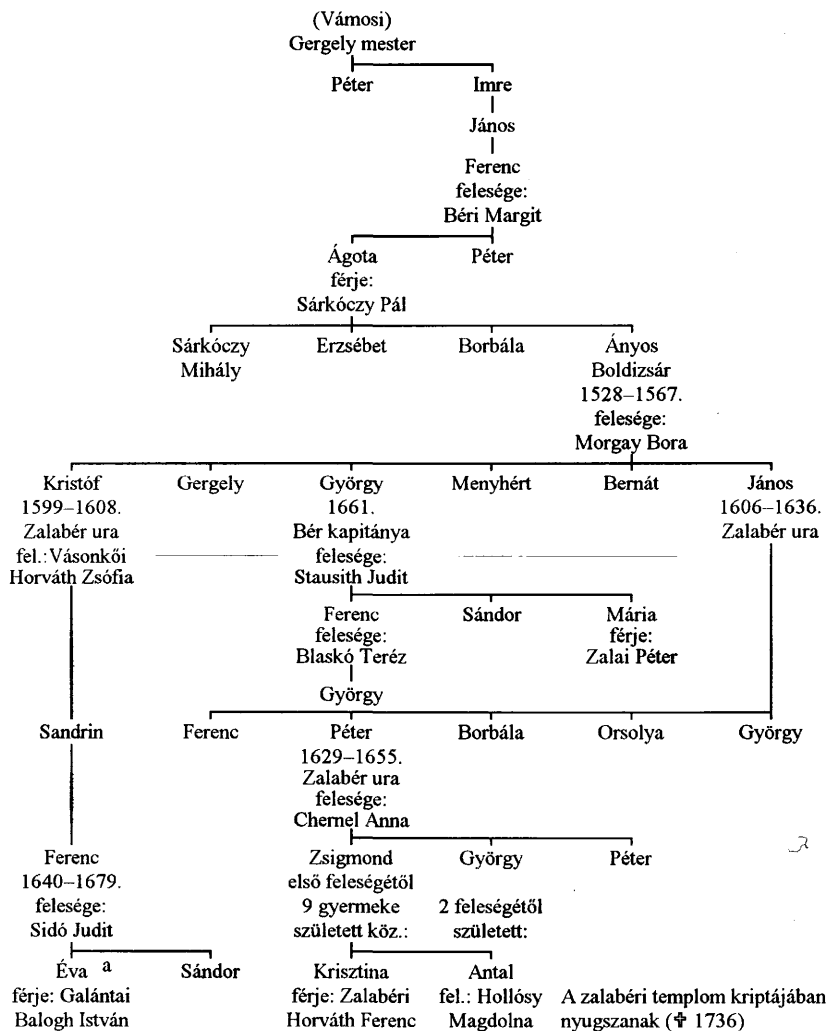 (Vámosi)
Gergely mester
Péter Imre
János
Ferenc
felesége:
Béri Margit
Ágota Péter
férje:
Sárkóczy Pál
Sárkóczy Erzsébet Borbála Ányos
Mihály Boldizsár
1528–1567.
felesége:
Morgay Bora
Kristóf Gergely György Menyhért Bernát János
1599–1608. 1661. 1606–1636.
Zalabér ura Bér kapitánya Zalabér ura
fel.:Vásonkői felesége:
Horváth Zsófia Stausith Judit
Ferenc Sándor Mária
felesége: férje:
Blaskó Teréz Zalai Péter
György
Sandrin Ferenc Péter Borbála Orsolya György
1629–1655.
Zalabér ura
felesége:
Chernel Anna
Ferenc Zsigmond György Péter
1640–1679. első feleségétől
felesége: 9 gyermeke 2 feleségétől
Sidó Judit született köz.: született:
Éva a Sándor Krisztina Antal
férje: Galántai férje: Zalabéri fel.: Hollósy A zalabéri templom kriptájában
Balogh István Horváth Ferenc Magdolna nyugszanak (✝ 1736)